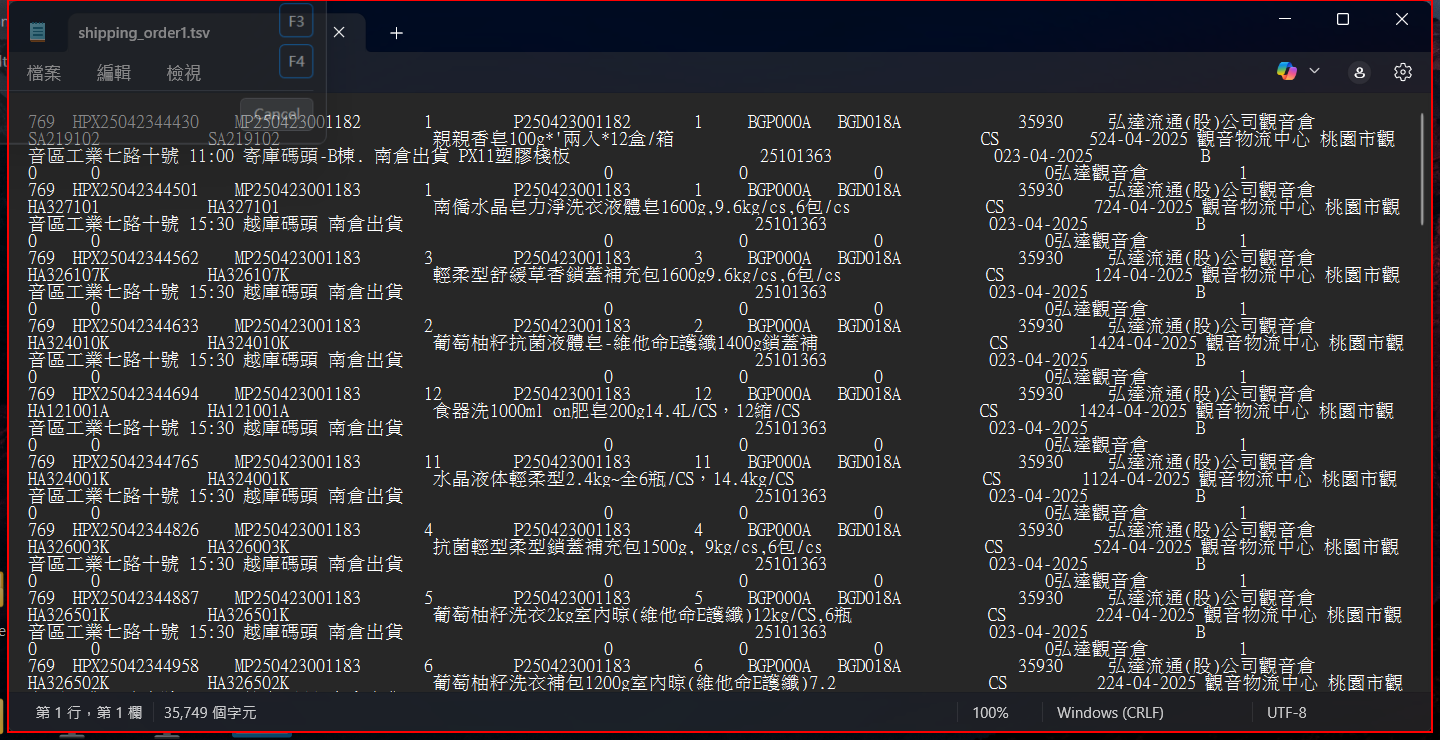 shipping_order1.tsv
F3
F4
檔案 編輯 檢視
Cancel
769 HPX25042344430 MP250423001182 1 P250423001182 1 BGP000A BGD018A 35930 弘達流通(股)公司觀音倉
SA219102 SA219102 親親香皂100g*'兩入*12盒/箱 CS 524-04-2025 觀音物流中心 桃園市觀
音區工業七路十號 11:00 寄庫碼頭-B棟. 南倉出貨 PX11塑膠棧板 25101363 023-04-2025 B
0 0 0 0 0 0弘達觀音倉 1
769 HPX25042344501 MP250423001183 1 P250423001183 1 BGP000A BGD018A 35930 弘達流通(股)公司觀音倉
HA327101 HA327101 南僑水晶皂力淨洗衣液體皂1600g,9.6kg/cs,6包/cs CS 724-04-2025 觀音物流中心 桃園市觀
音區工業七路十號 15:30 越庫碼頭 南倉出貨 25101363 023-04-2025 B
0 0 0 0 0 0弘達觀音倉 1
769 HPX25042344562 MP250423001183 3 P250423001183 3 BGP000A BGD018A 35930 弘達流通(股)公司觀音倉
HA326107K HA326107K 輕柔型舒緩草香鎖蓋補充包1600g9.6kg/cs,6包/cs CS 124-04-2025 觀音物流中心 桃園市觀
音區工業七路十號 15:30 越庫碼頭 南倉出貨 25101363 023-04-2025 B
0 0 0 0 0 0弘達觀音倉 1
769 HPX25042344633 MP250423001183 2 P250423001183 2 BGP000A BGD018A 35930 弘達流通(股)公司觀音倉
HA324010K HA324010K 葡萄柚籽抗菌液體皂-維他命E護纖1400g鎖蓋補 CS 1424-04-2025 觀音物流中心 桃園市觀
音區工業七路十號 15:30 越庫碼頭 南倉出貨 25101363 023-04-2025 B
0 0 0 0 0 0弘達觀音倉 1
769 HPX25042344694 MP250423001183 12 P250423001183 12 BGP000A BGD018A 35930 弘達流通(股)公司觀音倉
HA121001A HA121001A 食器洗1000ml on肥皂200g14.4L/CS，12縮/CS CS 1424-04-2025 觀音物流中心 桃園市觀
音區工業七路十號 15:30 越庫碼頭 南倉出貨 25101363 023-04-2025 B
0 0 0 0 0 0弘達觀音倉 1
769 HPX25042344765 MP250423001183 11 P250423001183 11 BGP000A BGD018A 35930 弘達流通(股)公司觀音倉
HA324001K HA324001K 水晶液体輕柔型2.4kg~全6瓶/CS，14.4kg/CS CS 1124-04-2025 觀音物流中心 桃園市觀
音區工業七路十號 15:30 越庫碼頭 南倉出貨 25101363 023-04-2025 B
0 0 0 0 0 0弘達觀音倉 1
769 HPX25042344826 MP250423001183 4 P250423001183 4 BGP000A BGD018A 35930 弘達流通(股)公司觀音倉
HA326003K HA326003K 抗菌輕型柔型鎖蓋補充包1500g, 9kg/cs,6包/cs CS 524-04-2025 觀音物流中心 桃園市觀
音區工業七路十號 15:30 越庫碼頭 南倉出貨 25101363 023-04-2025 B
0 0 0 0 0 0弘達觀音倉 1
769 HPX25042344887 MP250423001183 5 P250423001183 5 BGP000A BGD018A 35930 弘達流通(股)公司觀音倉
HA326501K HA326501K 葡萄柚籽洗衣2kg室內晾(維他命E護纖)12kg/CS,6瓶 CS 224-04-2025 觀音物流中心 桃園市觀
音區工業七路十號 15:30 越庫碼頭 南倉出貨 25101363 023-04-2025 B
0 0 0 0 0 0弘達觀音倉 1
769 HPX25042344958 MP250423001183 6 P250423001183 6 BGP000A BGD018A 35930 弘達流通(股)公司觀音倉
HA326502K HA326502K 葡萄柚籽洗衣補包1200g室內晾(維他命E護纖)7.2 CS 224-04-2025 觀音物流中心 桃園市觀
第 1 行，第 1 欄 35,749 個字元 100% Windows (CRLF) UTF-8